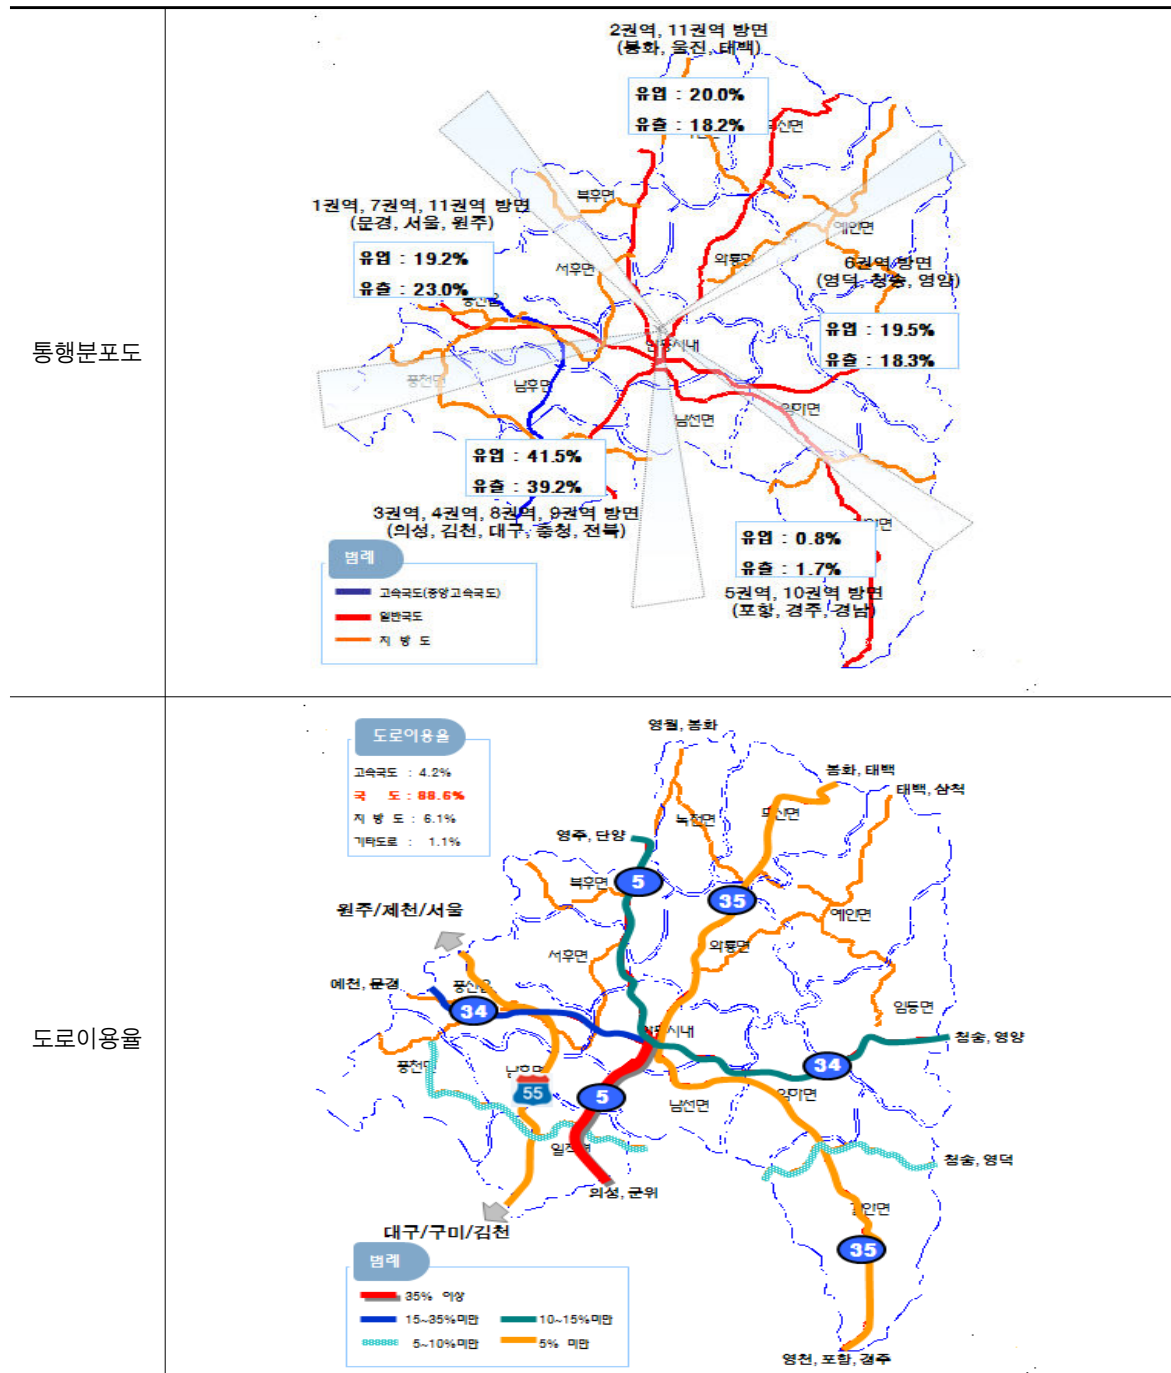 통행분포도
2권역, 11권역 방면
(봉화, 울진, 태백)
유입 : 20.0%
유출 : 18.2%
북후면
1권역, 7권역, 11권역 방면
(문경, 서울, 원주)
유입 : 19.2%
유출 : 23.0%
서후면
예안면
와룡면
6권역 방면
(영덕, 청송, 영양)
유입 : 19.5%
유출 : 18.3%
풍천면
남후면
남선면
임하면
유입 : 41.5%
유출 : 39.2%
3권역, 4권역, 8권역, 9권역 방면
(의성, 김천, 대구, 충청, 전북)
유입 : 0.8%
유출 : 1.7%
5권역, 10권역 방면
(포항, 경주, 경남)
범례
고속국도(중앙고속국도)
일반국도
지 방 도
도로이용율
도로이용율
고속국도 : 4.2%
국 도 : 88.6%
지 방 도 : 6.1%
기타도로 : 1.1%
영월, 봉화
봉화, 태백
태백, 삼척
녹전면
도산면
영주, 단양
5
35
북후면
예안면
원주/제천/서울
와룡면
서후면
예천, 문경
풍산읍
34
임동면
청송, 영양
34
풍천면
남후면
55
5
남선면
임하면
일직면
청송, 영덕
의성, 군위
길안면
35
대구/구미/김천
범례
35% 이상
15~35%미만
10~15%미만
5~10%미만
5% 미만
영천, 포항, 경주